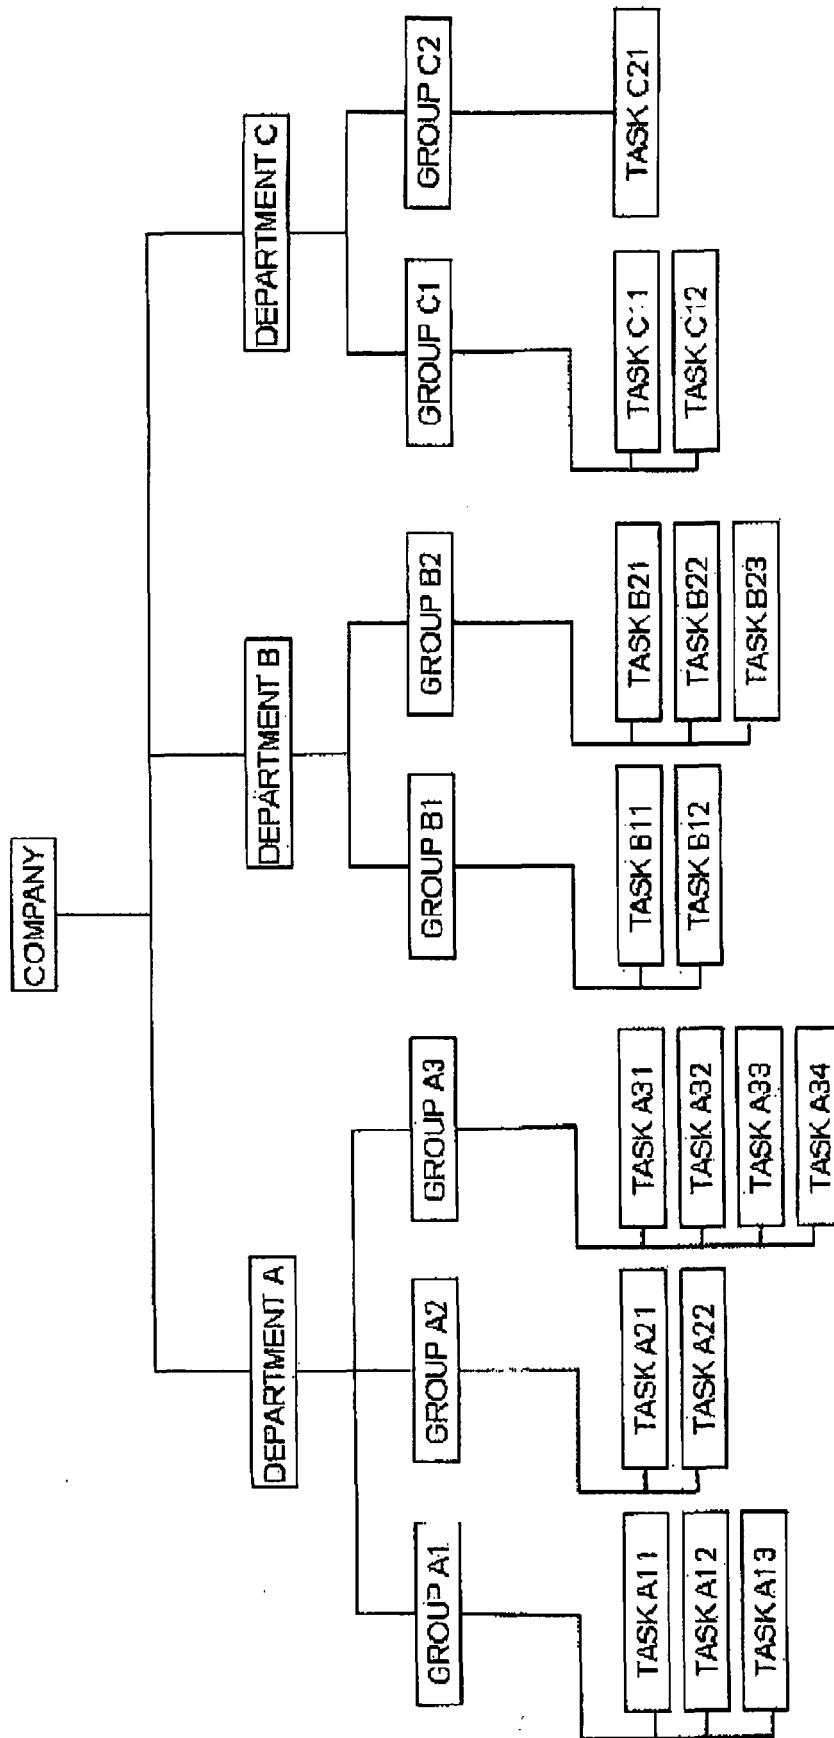 COMPANY
DEPARTMENT A
DEPARTMENT B
DEPARTMENT C
GROUP A1
GROUP A2
GROUP A3
GROUP B1
GROUP B2
GROUP C1
GROUP C2
TASK A11
TASK A12
TASK A13
TASK A21
TASK A22
TASK A31
TASK A32
TASK A33
TASK A34
TASK B11
TASK B12
TASK B21
TASK B22
TASK B23
TASK C11
TASK C12
TASK C21